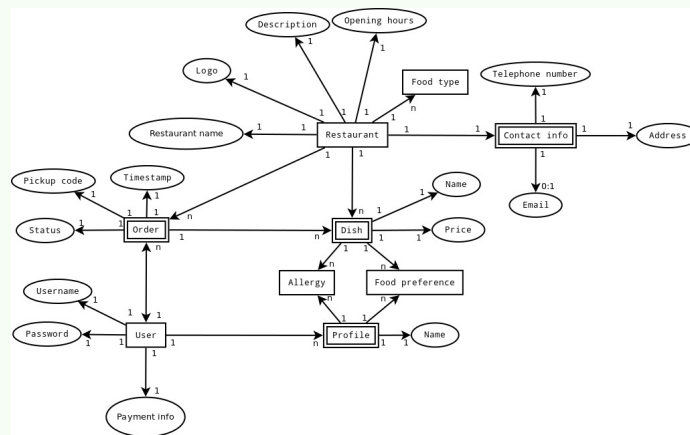 Opening hours
Description
Logo
Food type
Telephone number
Restaurant name
Restaurant
Contact info
Address
1
1
1
1
1
1
1
1
n
1
1
1
1
1
1
1
1
1
1
1
1
1
0:1
Email
Pickup code
Timestamp
Name
Status
Order
Dish
Price
1
1
1
1
1
1
n
1
n
n
1
1
1
1
1
1
n
Allergy
Food preference
n
n
n
n
1
1
Username
Password
User
Profile
Name
1
1
1
1
1
1
n
1
1
1
1
Payment info